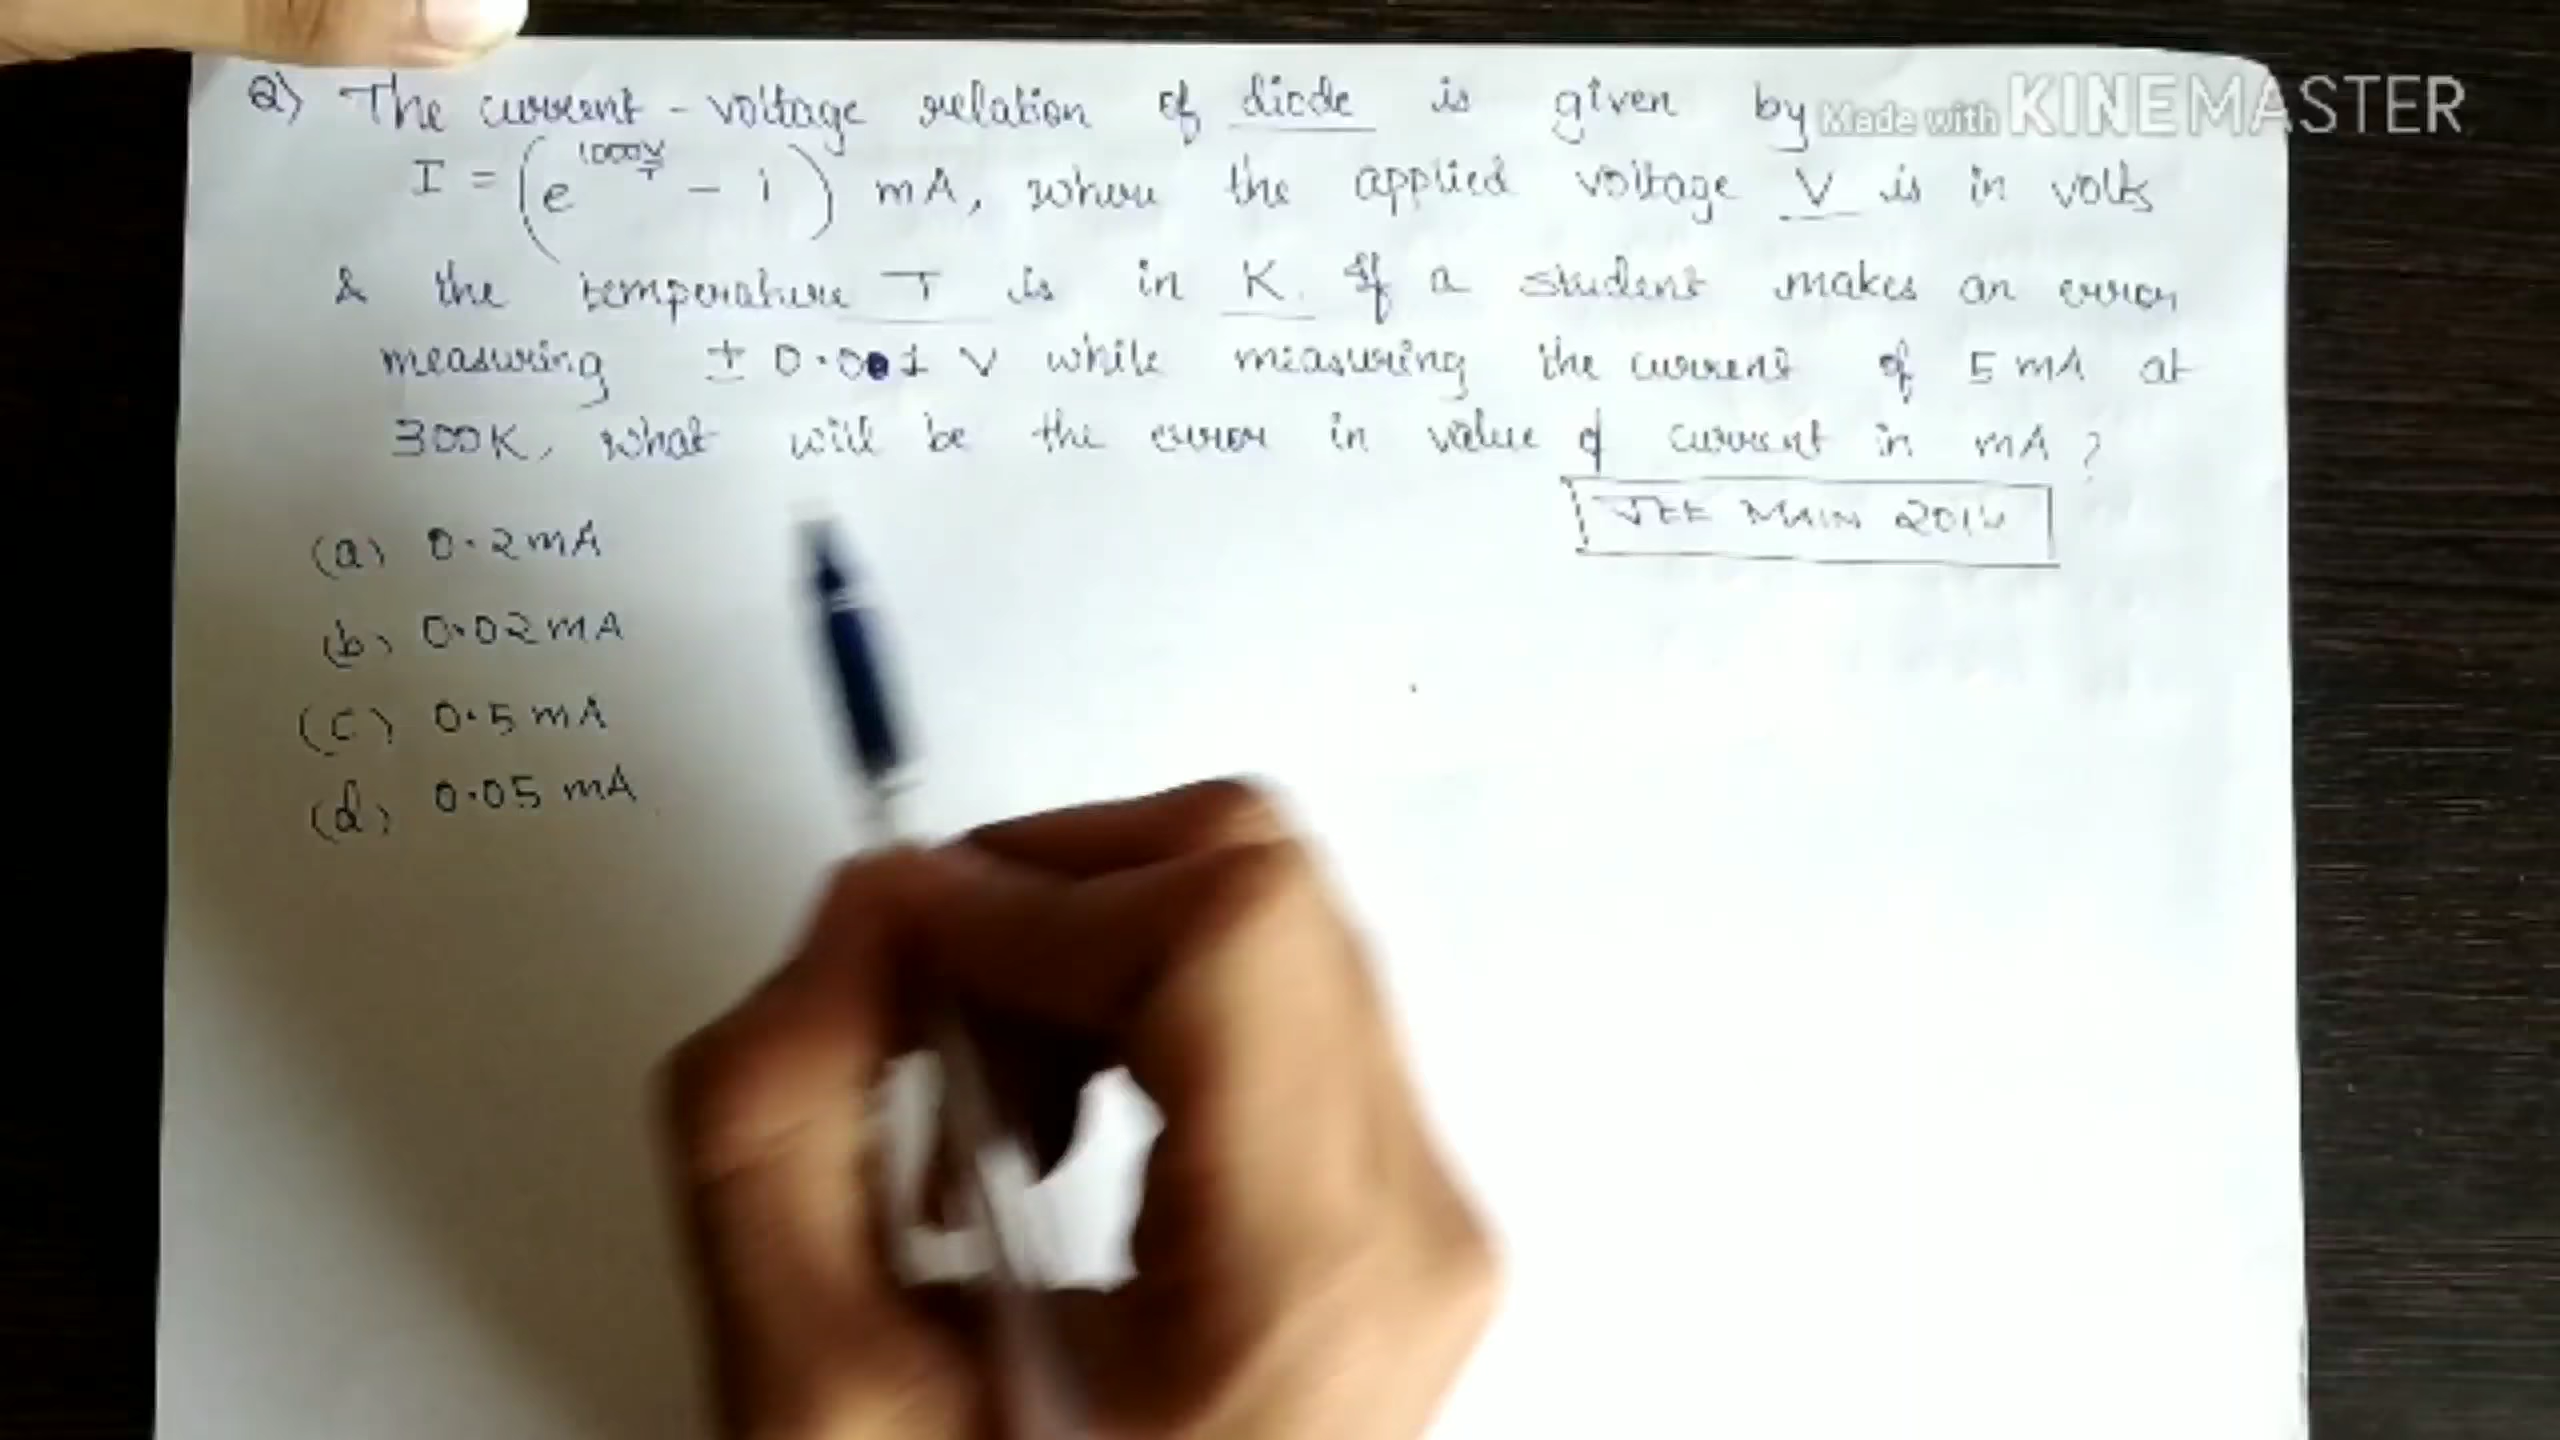 Q) The current - voltage relation of diode is given by
Made with KINEMASTER
I = (e^1000V/T - 1) mA, where the applied voltage V is in volts
& the temperature T is in K. If a student makes an error
measuring ± 0.001 V while measuring the current of 5 mA at
300K, what will be the error in value of current in mA ?
JEE MAIN 2014
(a) 0.2 mA
(b) 0.02 mA
(c) 0.5 mA
(d) 0.05 mA